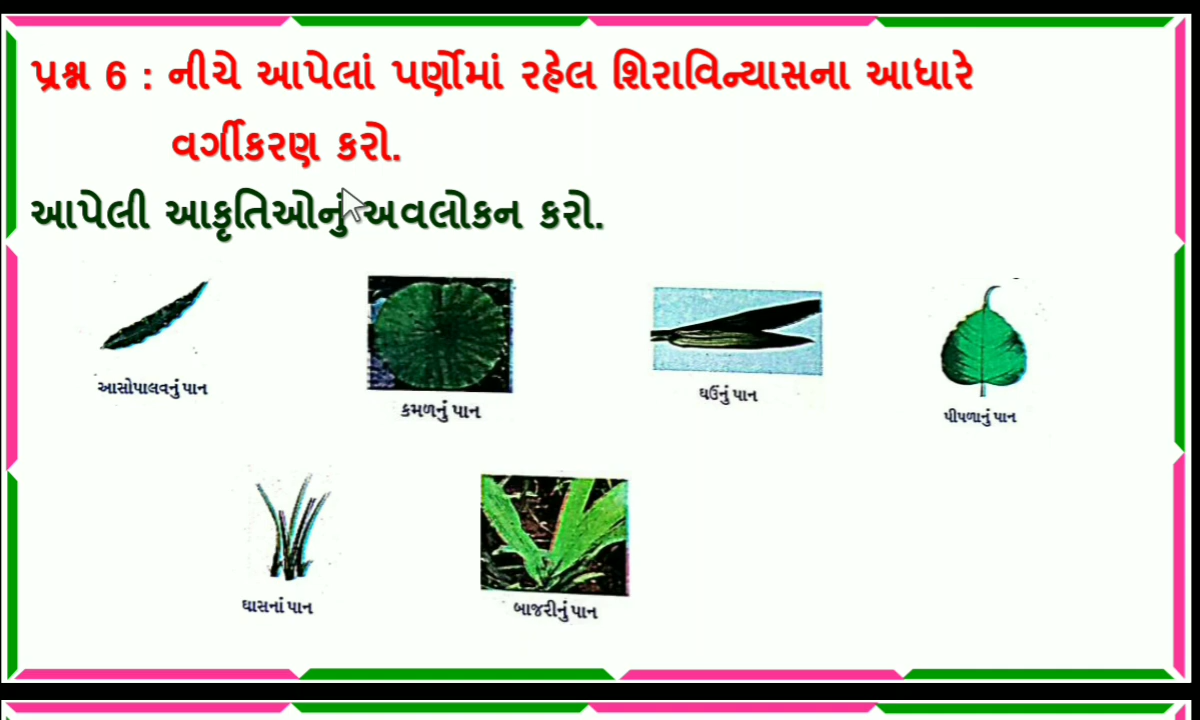 પ્રશ્ન 6 : નીચે આપેલાં પર્ણોમાં રહેલ શિરાવિન્યાસના આધારે
વર્ગીકરણ કરો.
આપેલી આકૃતિઓનું અવલોકન કરો.
આસોપાલવનું પાન
કમળનું પાન
ઘઉંનું પાન
પીપળાનું પાન
ઘાસનાં પાન
બાજરીનું પાન